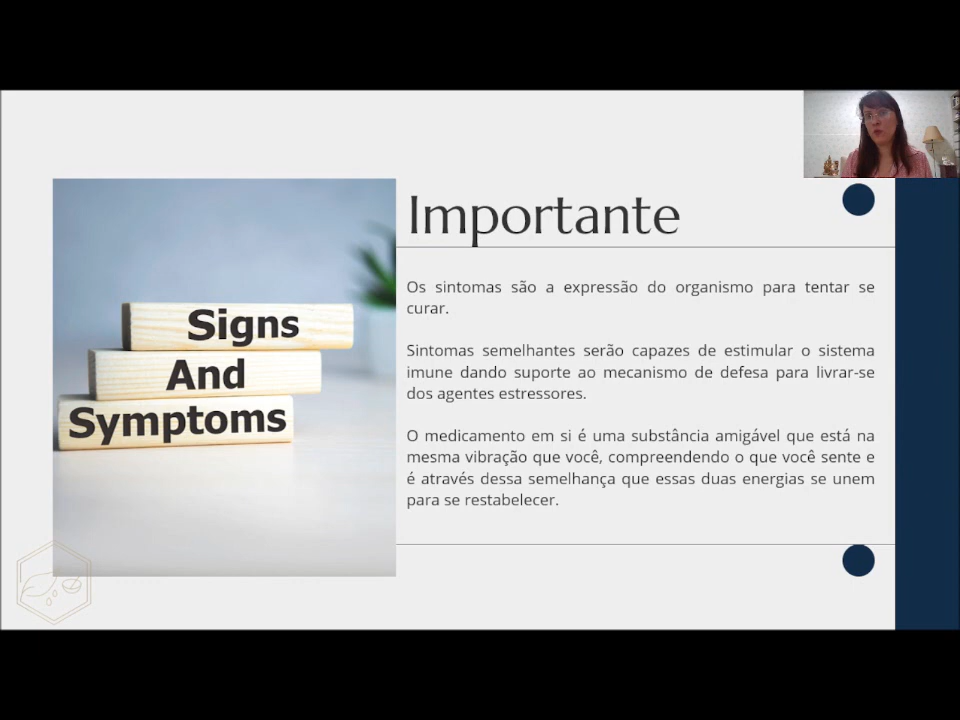 Importante
Signs
And
Symptoms
Os sintomas são a expressão do organismo para tentar se
curar.
Sintomas semelhantes serão capazes de estimular o sistema
imune dando suporte ao mecanismo de defesa para livrar-se
dos agentes estressores.
O medicamento em si é uma substância amigável que está na
mesma vibração que você, compreendendo o que você sente e
é através dessa semelhança que essas duas energias se unem
para se restabelecer.